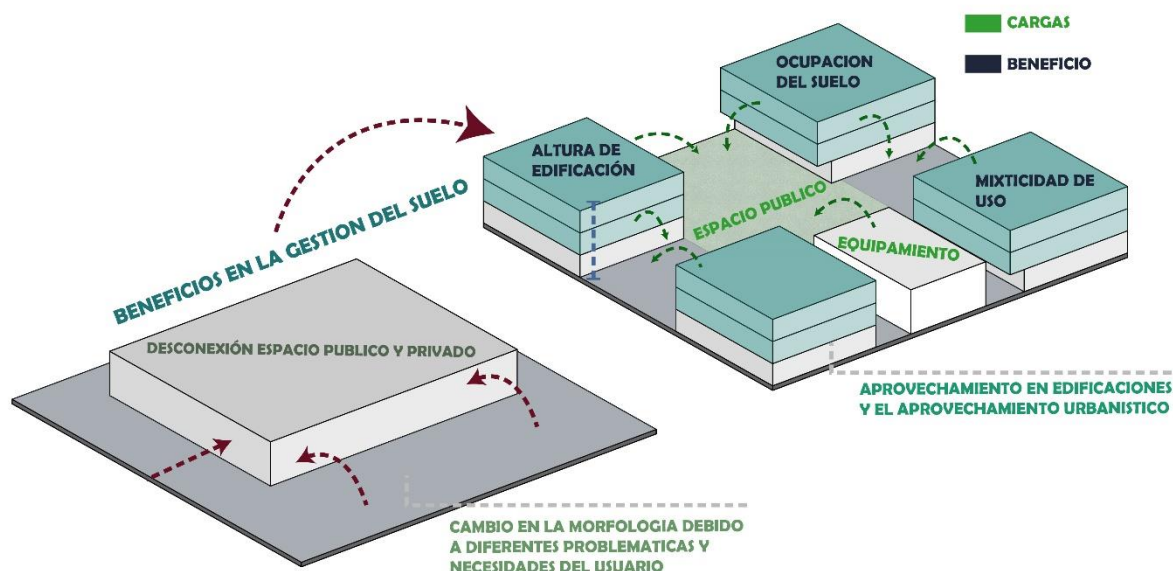 CARGAS
BENEFICIO
OCUPACION
DEL SUELO
ALTURA DE
EDIFICACIÓN
MIXTICIDAD DE
USO
ESPACIO PUBLICO
EQUIPAMIENTO
BENEFICIOS EN LA GESTION DEL SUELO
DESCONEXIÓN ESPACIO PUBLICO Y PRIVADO
APROVECHAMIENTO EN EDIFICACIONES
Y EL APROVECHAMIENTO URBANISTICO
CAMBIO EN LA MORFOLOGIA DEBIDO
A DIFERENTES PROBLEMATICAS Y
NECESIDADES DEL USUARIO